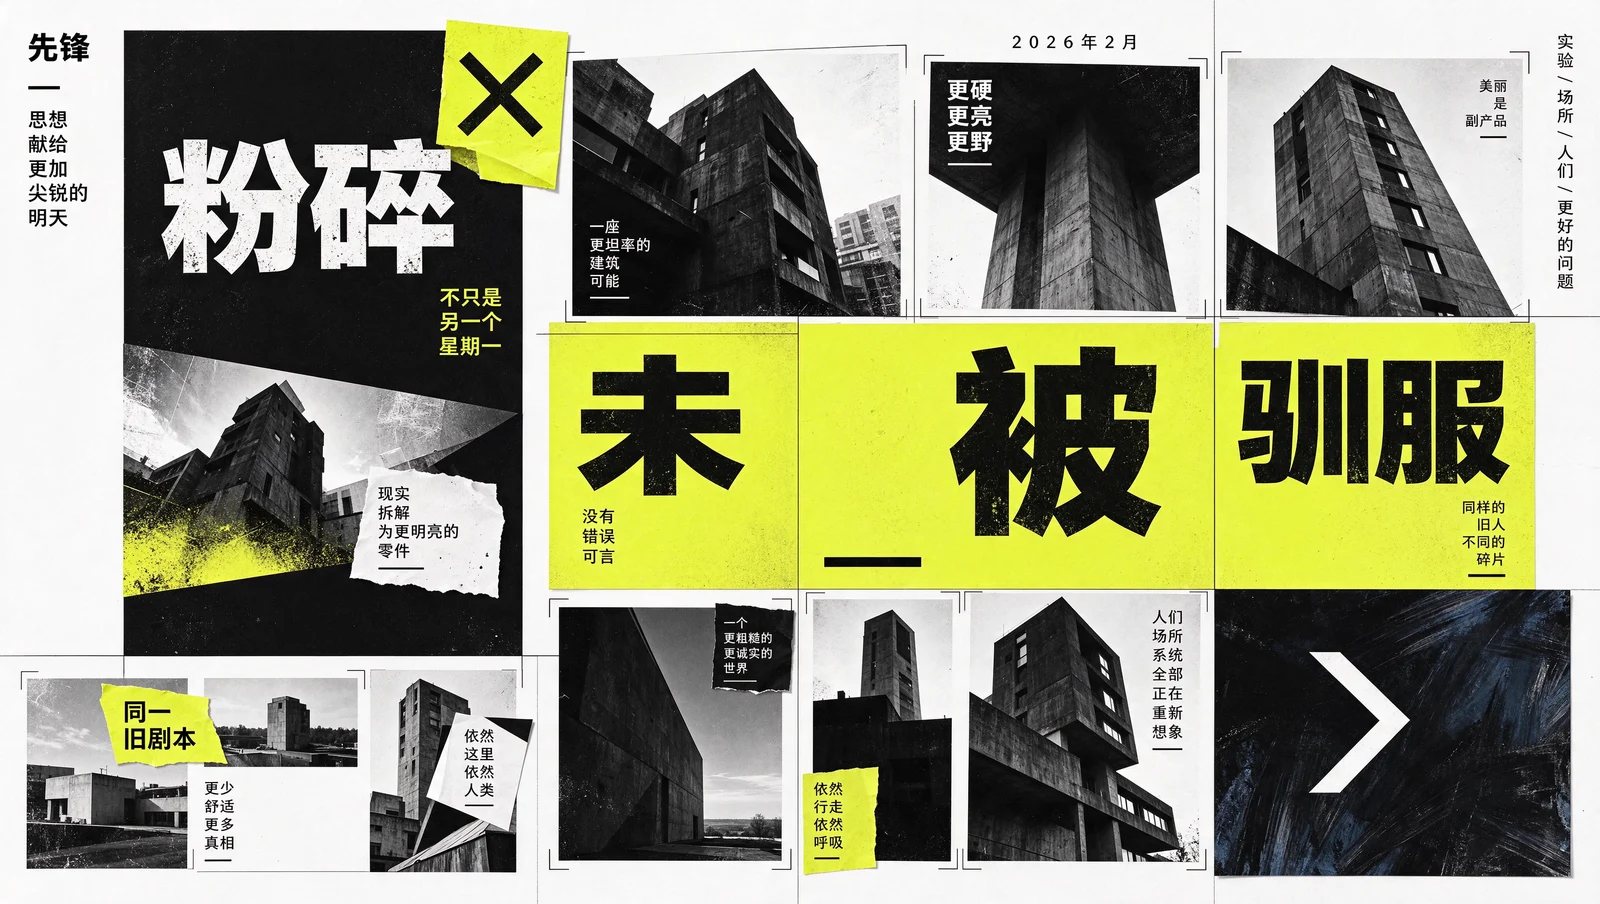 先锋
思想
献给
更加
尖锐的
明天
粉碎
不只是
另一个
星期一
现实
拆解
为更明亮的
零件
2026年2月
一座
更坦率的
建筑
可能
更硬
更亮
更野
美丽
是
副产品
实验/场所/人们/更好的问题
未
被
驯服
没有
错误
可言
同样的
旧人
不同的
碎片
同一
旧剧本
更少
舒适
更多
真相
依然
这里
依然
人类
一个
更粗糙的
更诚实的
世界
依然
行走
依然
呼吸
人们
场所
系统
全部
正在
重新
想象